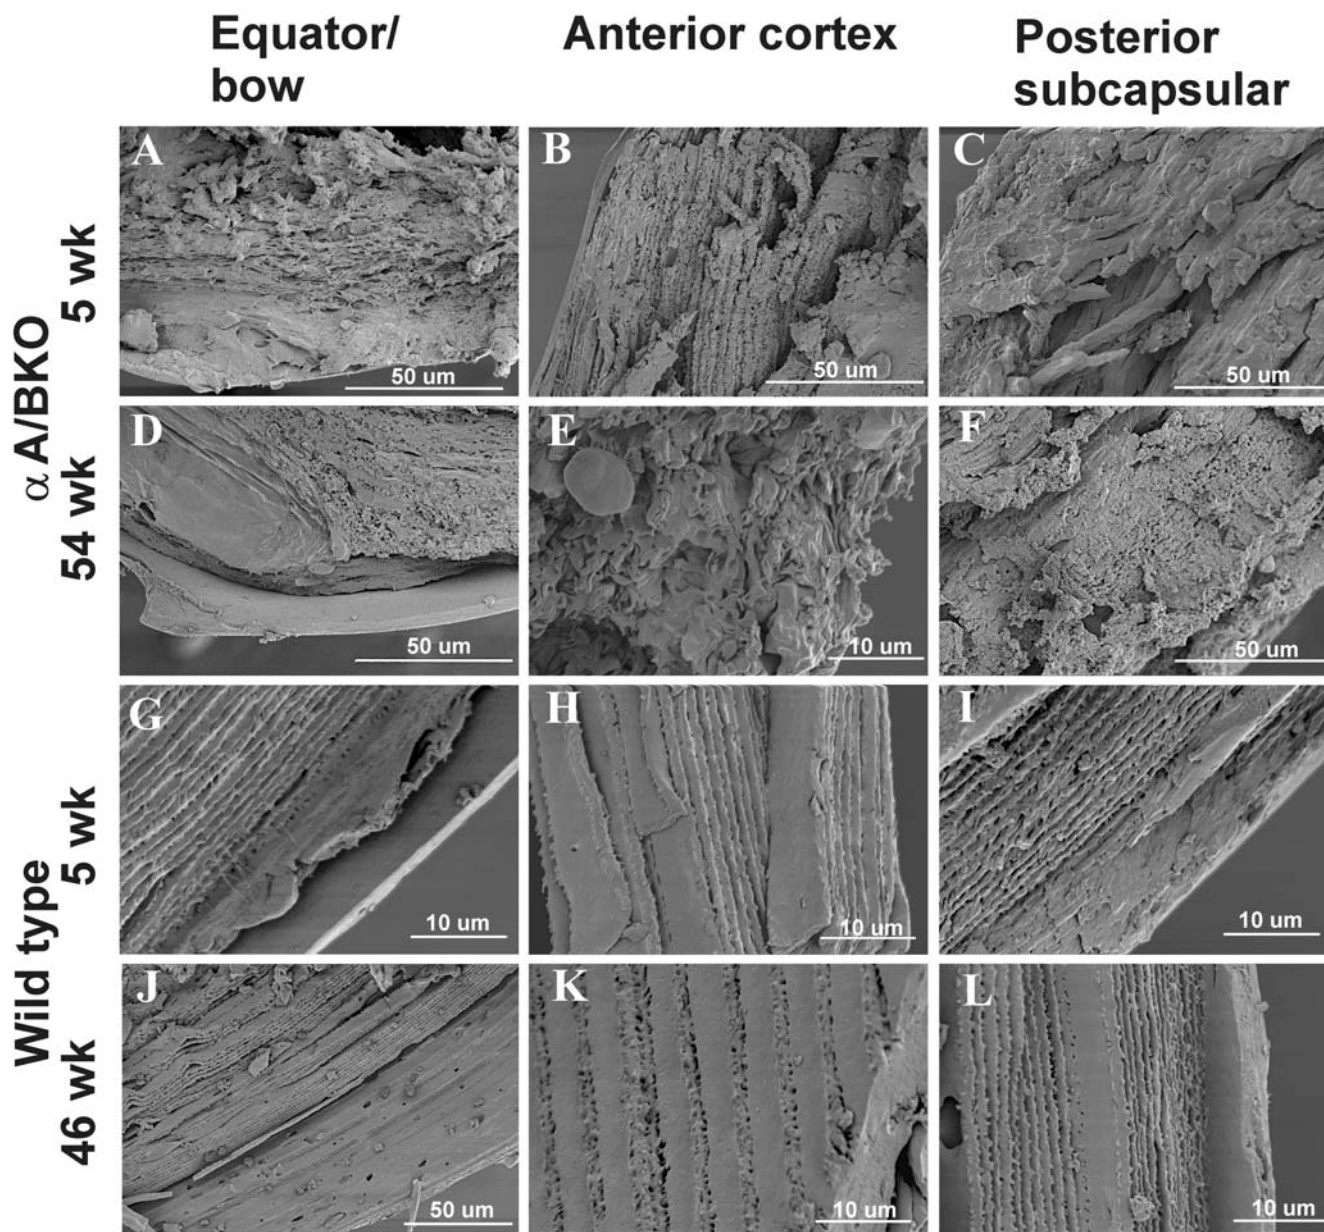 Equator/
bow
Anterior cortex
Posterior
subcapsular
α A/BKO
5 wk
A
50 um
B
50 um
C
50 um
54 wk
D
50 um
E
10 um
F
50 um
Wild type
5 wk
G
10 um
H
10 um
I
10 um
46 wk
J
50 um
K
10 um
L
10 um